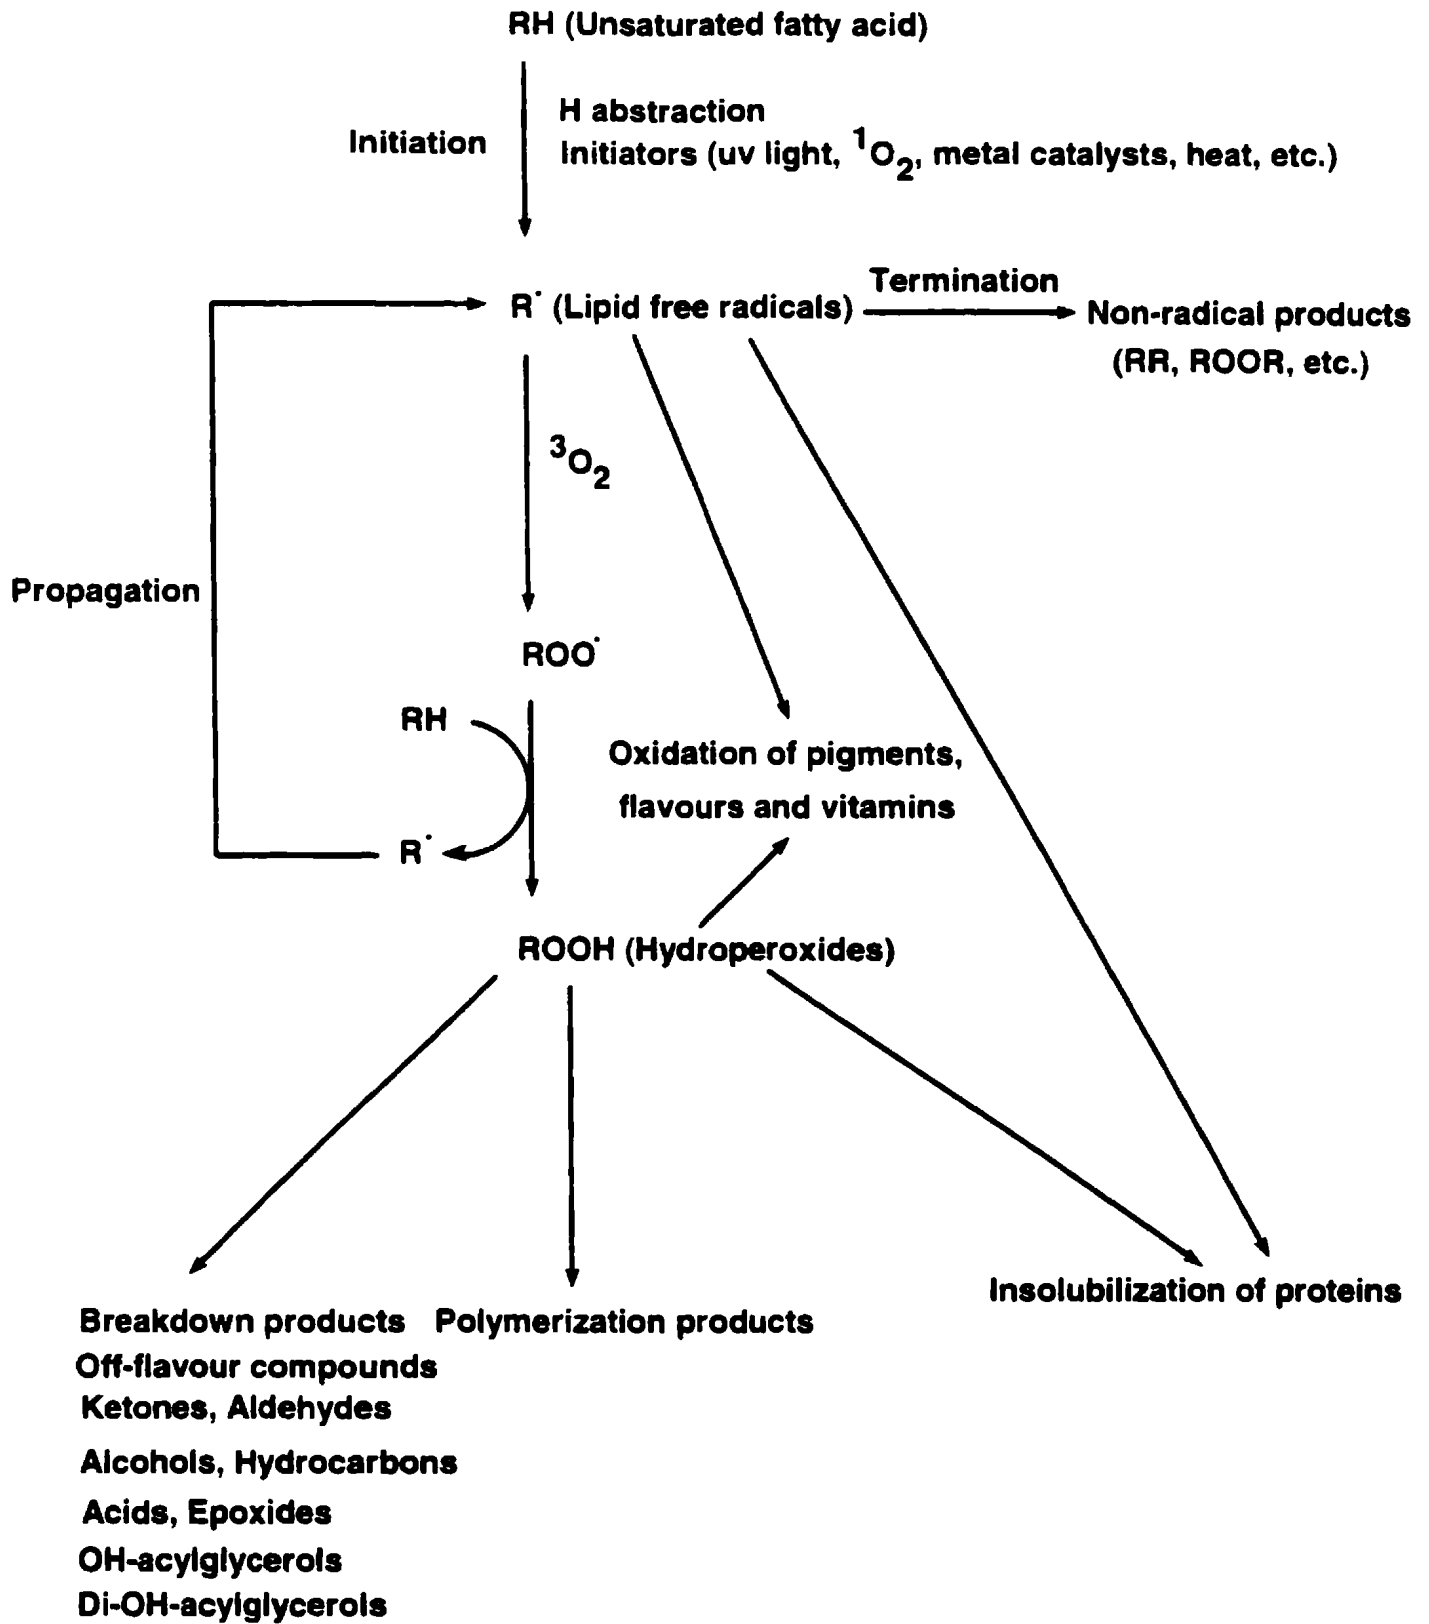 RH (Unsaturated fatty acid)
H abstraction
Initiation
Initiators (uv light, ¹O₂, metal catalysts, heat, etc.)
Termination
R˙ (Lipid free radicals)
Non-radical products
(RR, ROOR, etc.)
³O₂
Propagation
ROO˙
RH
Oxidation of pigments,
flavours and vitamins
R˙
ROOH (Hydroperoxides)
Insolubilization of proteins
Breakdown products
Polymerization products
Off-flavour compounds
Ketones, Aldehydes
Alcohols, Hydrocarbons
Acids, Epoxides
OH-acylglycerols
Di-OH-acylglycerols